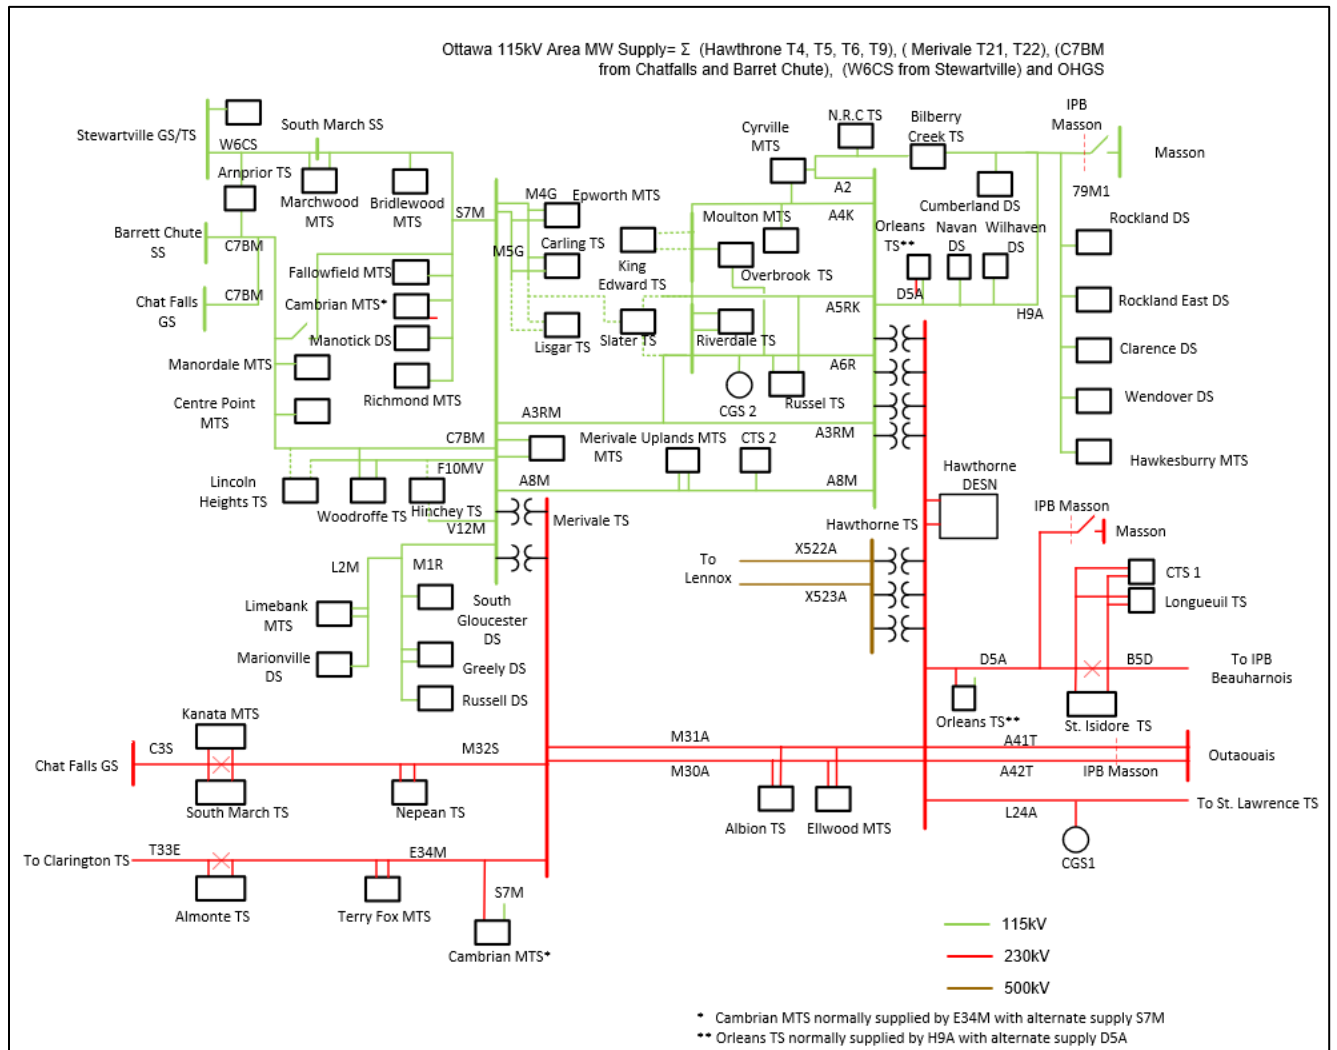 Ottawa 115kV Area MW Supply= Σ (Hawthrone T4, T5, T6, T9), ( Merivale T21, T22), (C7BM
from Chatfalls and Barret Chute), (W6CS from Stewartville) and OHGS
Stewartville GS/TS
W6CS
South March SS
Arnprior TS
Marchwood
MTS
Bridlewood
MTS
S7M
Barrett Chute
SS
C7BM
Chat Falls
GS
C7BM
Fallowfield MTS
Cambrian MTS*
Manotick DS
Manordale MTS
Richmond MTS
Centre Point
MTS
C7BM
F10MV
Lincoln
Heights TS
Woodroffe TS
Hinchey TS
V12M
M4G
Epworth MTS
M5G
Carling TS
Lisgar TS
King
Edward TS
Slater TS
Moulton MTS
Overbrook TS
Riverdale TS
CGS 2
Russel TS
Cyrville
MTS
N.R.C TS
Bilberry
Creek TS
A2
A4K
A5RK
A6R
A3RM
A3RM
Merivale Uplands MTS
MTS
CTS 2
A8M
A8M
Cumberland DS
Orleans
TS**
Navan
DS
Wilhaven
DS
D5A
H9A
IPB
Masson
Masson
79M1
Rockland DS
Rockland East DS
Clarence DS
Wendover DS
Hawkesburry MTS
Hawthorne
DESN
Hawthorne TS
Merivale TS
L2M
M1R
Limebank
MTS
South
Gloucester
DS
Marionville
DS
Greely DS
Russell DS
To
Lennox
X522A
X523A
IPB Masson
Masson
CTS 1
Longueuil TS
D5A
B5D
To IPB
Beauharnois
Orleans TS**
St. Isidore TS
Kanata MTS
C3S
M32S
Chat Falls GS
South March TS
Nepean TS
M31A
M30A
A41T
A42T
IPB Masson
Outaouais
Albion TS
Ellwood MTS
L24A
To St. Lawrence TS
CGS1
To Clarington TS
T33E
E34M
Almonte TS
Terry Fox MTS
S7M
Cambrian MTS*
115kV
230kV
500kV
* Cambrian MTS normally supplied by E34M with alternate supply S7M
** Orleans TS normally supplied by H9A with alternate supply D5A